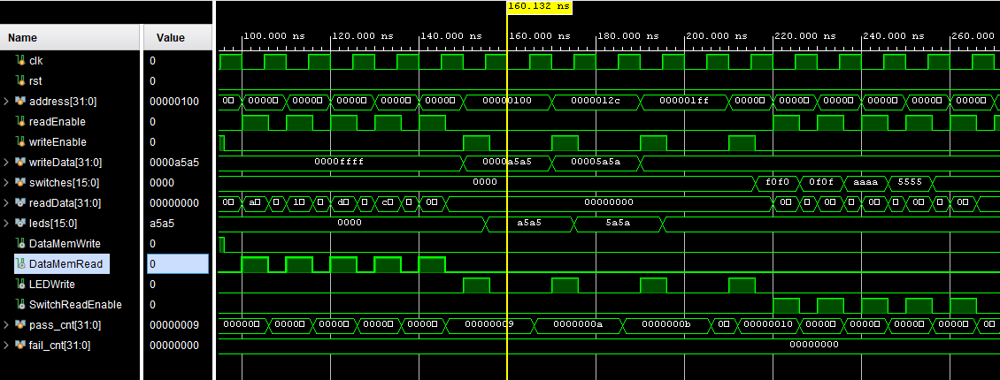 160.132 ns
Name Value
100.000 ns 120.000 ns 140.000 ns 160.000 ns 180.000 ns 200.000 ns 220.000 ns 240.000 ns 260.000
clk 0
rst 0
address[31:0] 00000100 00000100 0000012c 000001ff
readEnable 0
writeEnable 0
writeData[31:0] 0000a5a5 0000ffff 0000a5a5 00005a5a
switches[15:0] 0000 0000 f0f0 0f0f aaaa 5555
readData[31:0] 00000000 00000000
leds[15:0] a5a5 0000 a5a5 5a5a
DataMemWrite 0
DataMemRead 0
LEDWrite 0
SwitchReadEnable 0
pass_cnt[31:0] 00000009 00000009 0000000a 0000000b 00000010
fail_cnt[31:0] 00000000 00000000